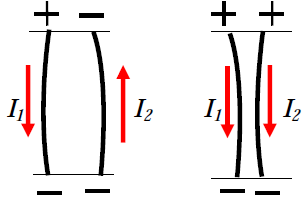 + − + +
I1 I2 I1 I2
− − − −